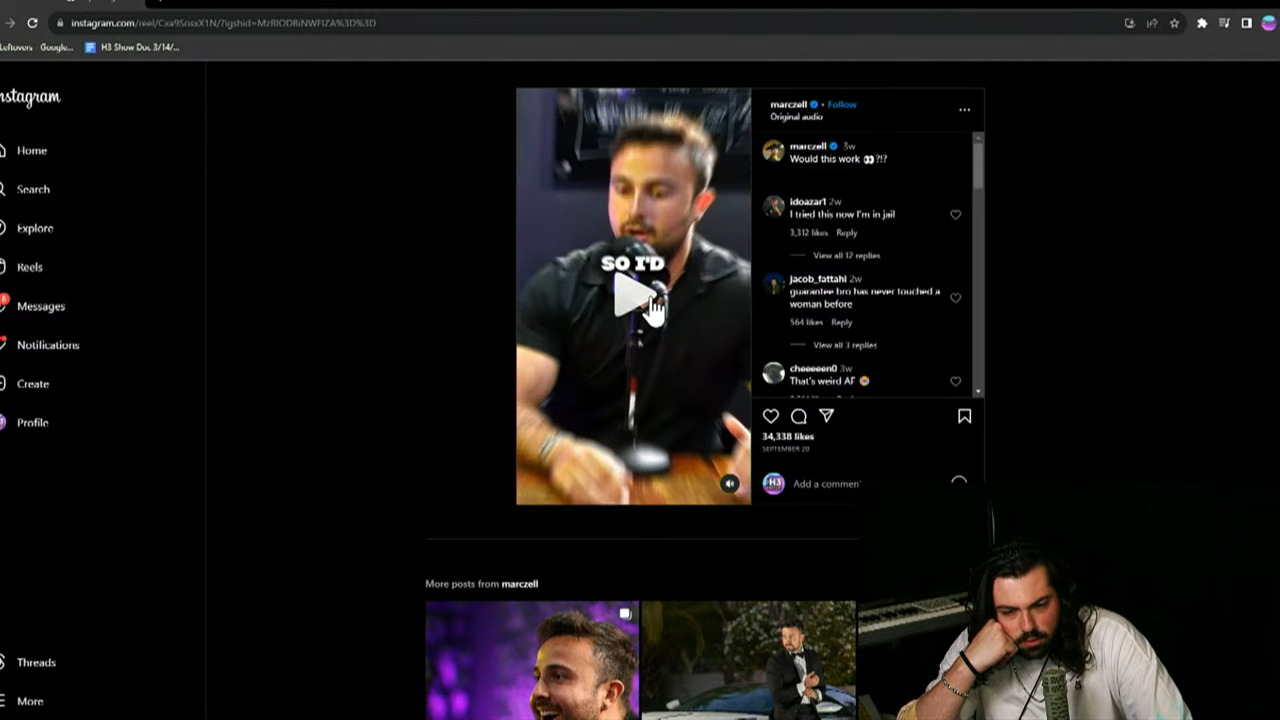 instagram.com/reel/Cxa9SosxX1N/?igshid=MzRlODBiNWFlZA%3D%3D
Leftovers - Google...
H3 Show Doc 3/14/...
nstagram
Home
Search
Explore
Reels
Messages
Notifications
Create
Profile
Threads
More
SO I'D
marczell • Follow
Original audio
marczell 3w
Would this work 👀?!?
idoazar1 2w
I tried this now I'm in jail
3,312 likes Reply
View all 12 replies
jacob_fattahi 2w
guarantee bro has never touched a
woman before
564 likes Reply
View all 3 replies
cheeeeen0 3w
That's weird AF
34,338 likes
SEPTEMBER 20
H3
Add a comment
More posts from marczell